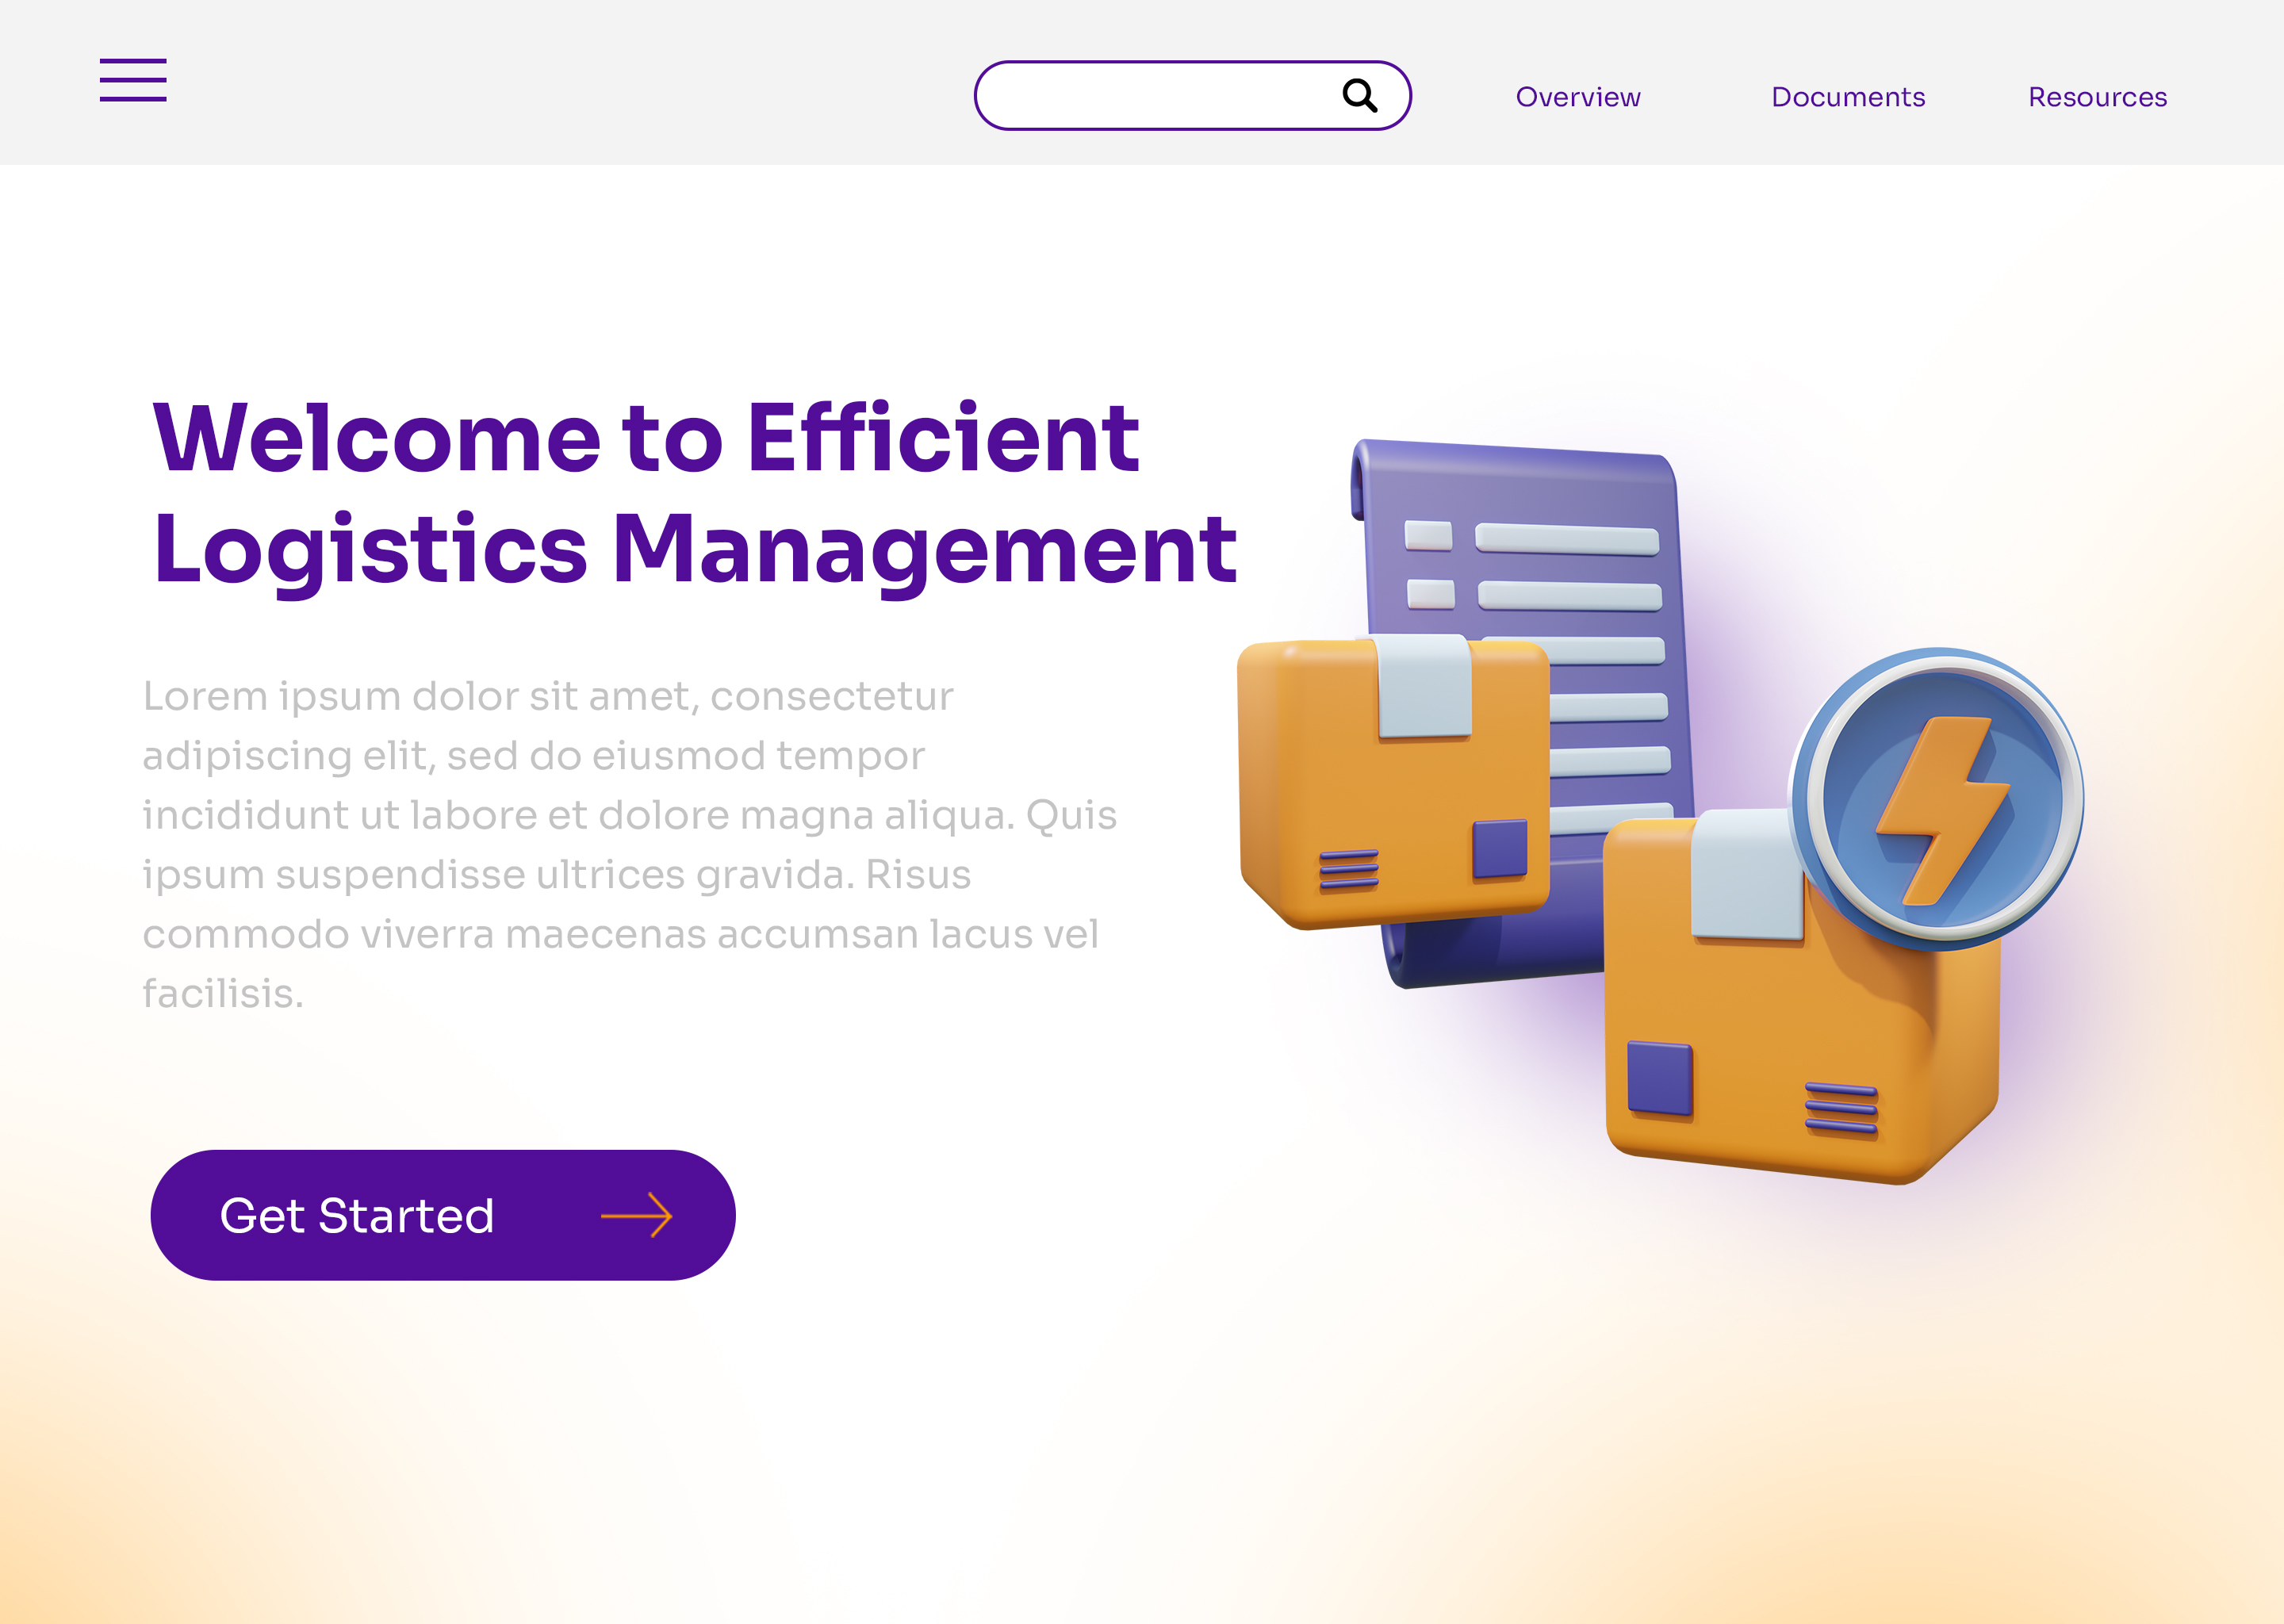 Overview
Documents
Resources
Welcome to Efficient
Logistics Management
Lorem ipsum dolor sit amet, consectetur
adipiscing elit, sed do eiusmod tempor
incididunt ut labore et dolore magna aliqua. Quis
ipsum suspendisse ultrices gravida. Risus
commodo viverra maecenas accumsan lacus vel
facilisis.
Get Started